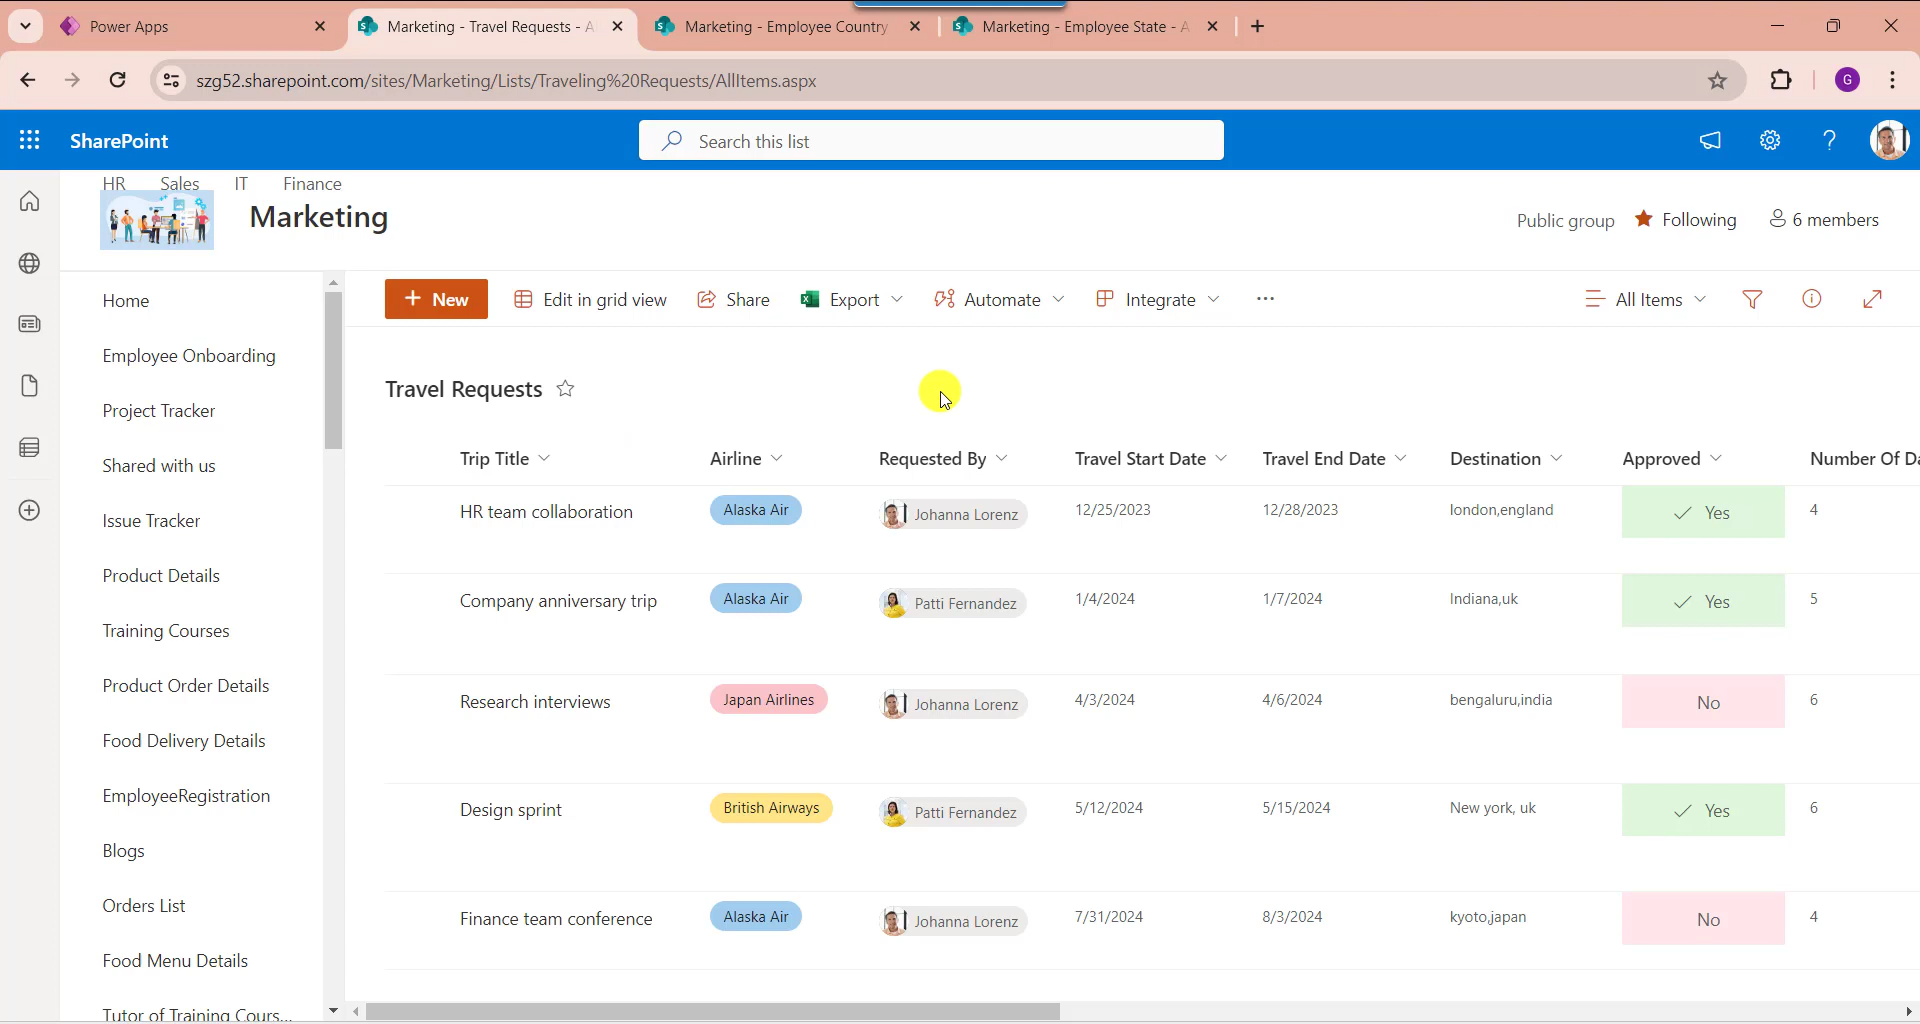 Power Apps
Marketing - Travel Requests - A
Marketing - Employee Country
Marketing - Employee State - A
szg52.sharepoint.com/sites/Marketing/Lists/Traveling%20Requests/AllItems.aspx
G
SharePoint
Search this list
HR Sales IT Finance
Marketing
Public group
Following
6 members
Home
Employee Onboarding
Project Tracker
Shared with us
Issue Tracker
Product Details
Training Courses
Product Order Details
Food Delivery Details
EmployeeRegistration
Blogs
Orders List
Food Menu Details
Tutor of Training Cours...
New
Edit in grid view
Share
Export
Automate
Integrate
All Items
Travel Requests
Trip Title Airline Requested By Travel Start Date Travel End Date Destination Approved Number Of Da
HR team collaboration Alaska Air Johanna Lorenz 12/25/2023 12/28/2023 london,england Yes 4
Company anniversary trip Alaska Air Patti Fernandez 1/4/2024 1/7/2024 Indiana,uk Yes 5
Research interviews Japan Airlines Johanna Lorenz 4/3/2024 4/6/2024 bengaluru,india No 6
Design sprint British Airways Patti Fernandez 5/12/2024 5/15/2024 New york, uk Yes 6
Finance team conference Alaska Air Johanna Lorenz 7/31/2024 8/3/2024 kyoto,japan No 4